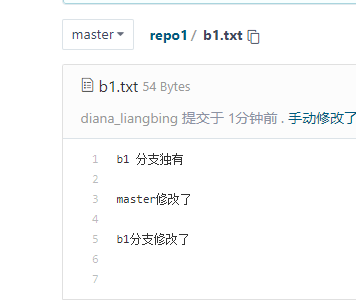 master
repo1 / b1.txt
b1.txt 54 Bytes
diana_liangbing 提交于 1分钟前 . 手动修改了
1 b1 分支独有
2
3 master修改了
4
5 b1分支修改了
6
7